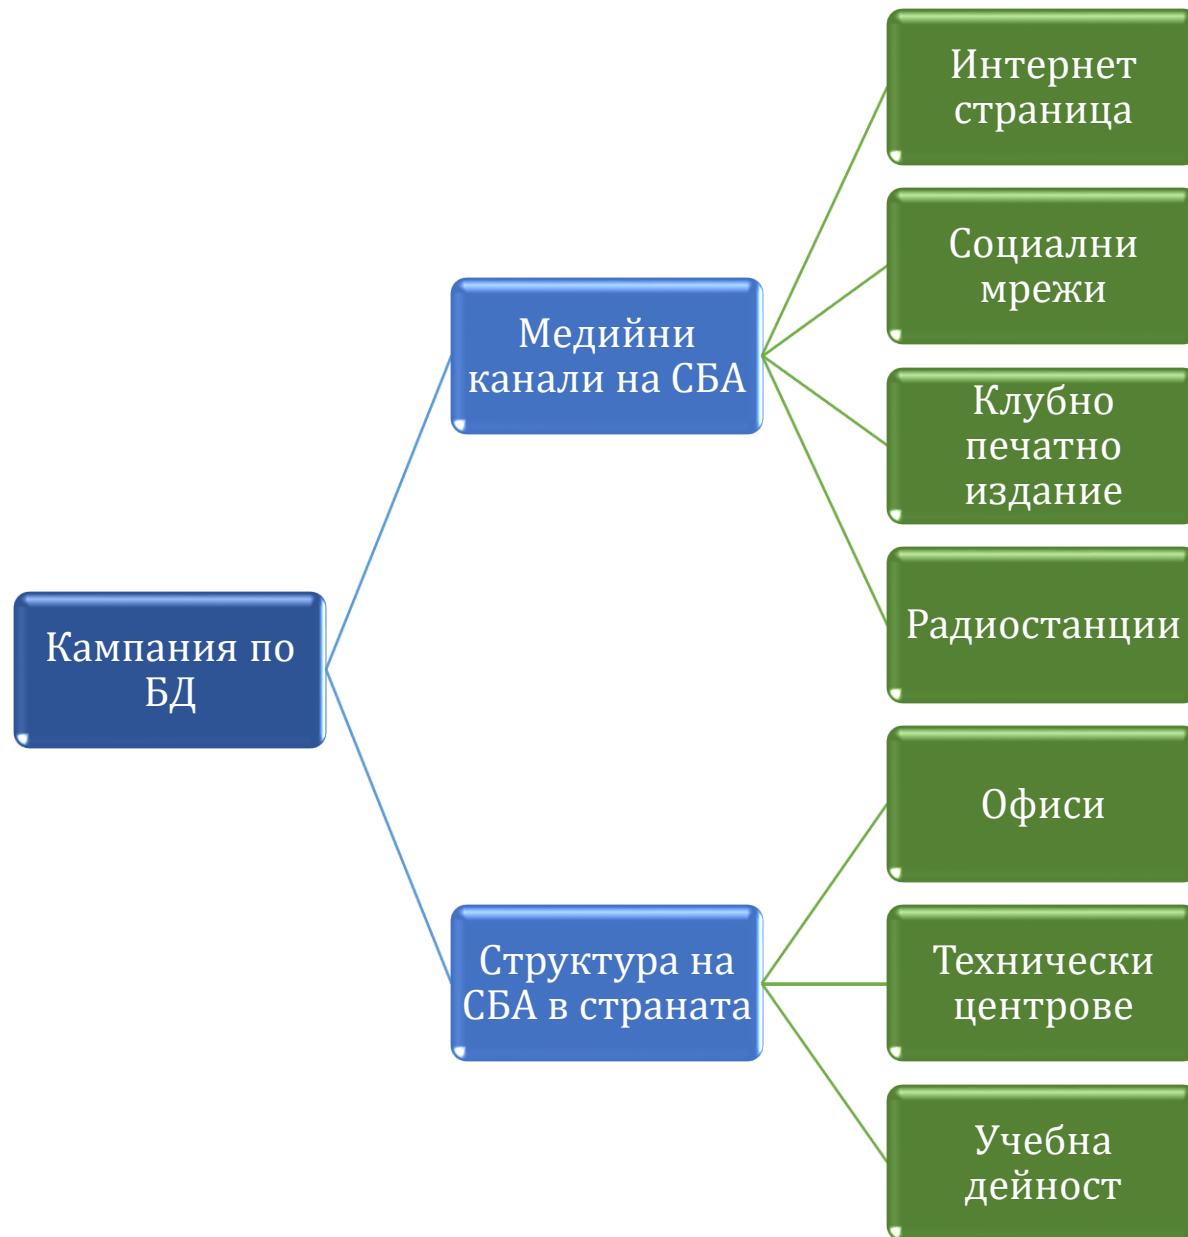 Интернет
страница
Социални
мрежи
Медийни
канали на СБА
Клубно
печатно
издание
Радиостанции
Кампания по
БД
Офиси
Структура на
СБА в страната
Технически
центрове
Учебна
дейност